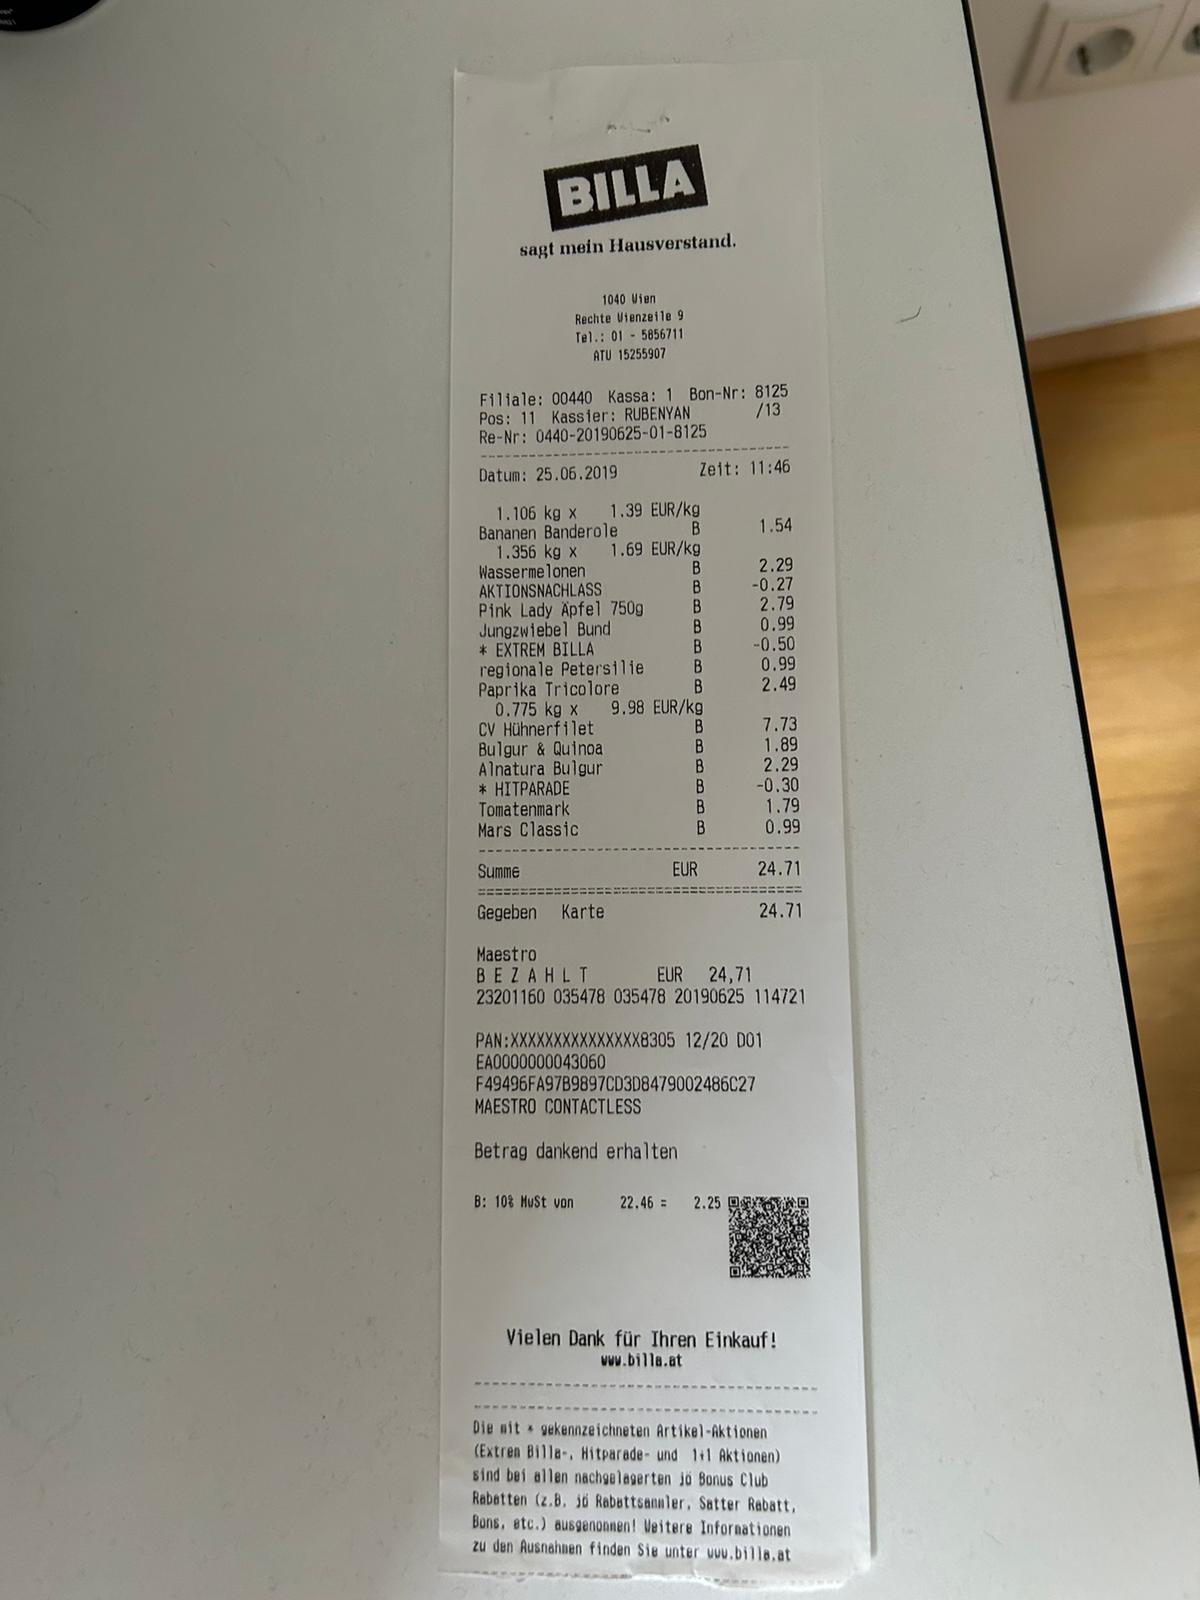 BILLA
sagt mein Hausverstand.
1040 Wien
Rechte Wienzeile 9
Tel.: 01 - 5856711
ATU 15255907
Filiale: 00440 Kassa: 1 Bon-Nr: 8125
Pos: 11 Kassier: RUBENYAN /13
Re-Nr: 0440-20190625-01-8125
Datum: 25.06.2019 Zeit: 11:46
1.106 kg x 1.39 EUR/kg
Bananen Banderole B 1.54
1.356 kg x 1.69 EUR/kg
Wassermelonen B 2.29
AKTIONSNACHLASS B -0.27
Pink Lady Äpfel 750g B 2.79
Jungzwiebel Bund B 0.99
* EXTREM BILLA B -0.50
regionale Petersilie B 0.99
Paprika Tricolore B 2.49
0.775 kg x 9.98 EUR/kg
CV Hühnerfilet B 7.73
Bulgur & Quinoa B 1.89
Alnatura Bulgur B 2.29
* HITPARADE B -0.30
Tomatenmark B 1.79
Mars Classic B 0.99
Summe EUR 24.71
Gegeben Karte 24.71
Maestro
B E Z A H L T EUR 24,71
23201160 035478 035478 20190625 114721
PAN:XXXXXXXXXXXXXXX8305 12/20 D01
EA0000000043060
F49496FA97B9897CD3D8479002486C27
MAESTRO CONTACTLESS
Betrag dankend erhalten
B: 10% MwSt von 22.46 = 2.25
Vielen Dank für Ihren Einkauf!
www.billa.at
Die mit * gekennzeichneten Artikel-Aktionen
(Extrem Billa-, Hitparade- und 1+1 Aktionen)
sind bei allen nachgelagerten jö Bonus Club
Rabatten (z.B. jö Rabattsammler, Satter Rabatt,
Bons, etc.) ausgenommen! Weitere Informationen
zu den Ausnahmen finden Sie unter www.billa.at